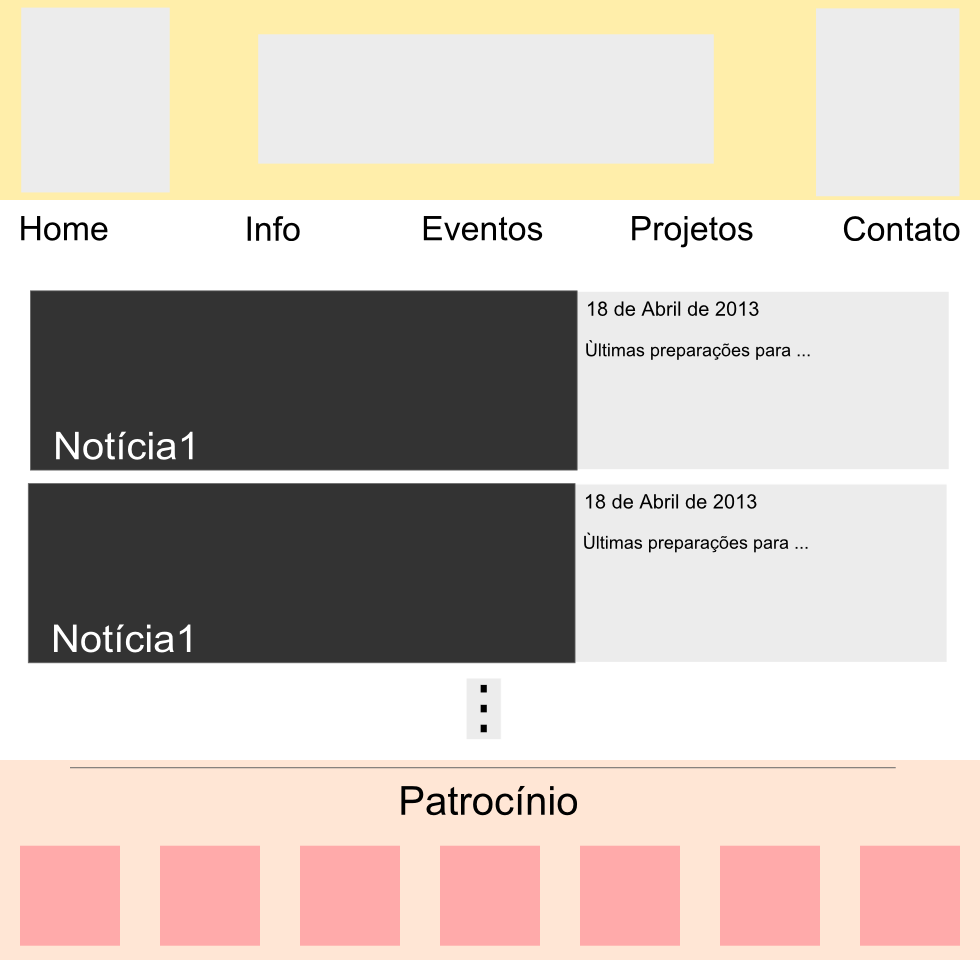 Home Info Eventos Projetos Contato
18 de Abril de 2013
Ùltimas preparações para ...
Notícia1
18 de Abril de 2013
Ùltimas preparações para ...
Notícia1
Patrocínio